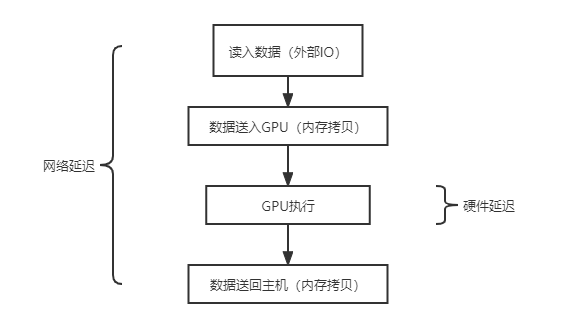 读入数据（外部IO）
数据送入GPU（内存拷贝）
网络延迟
GPU执行
硬件延迟
数据送回主机（内存拷贝）